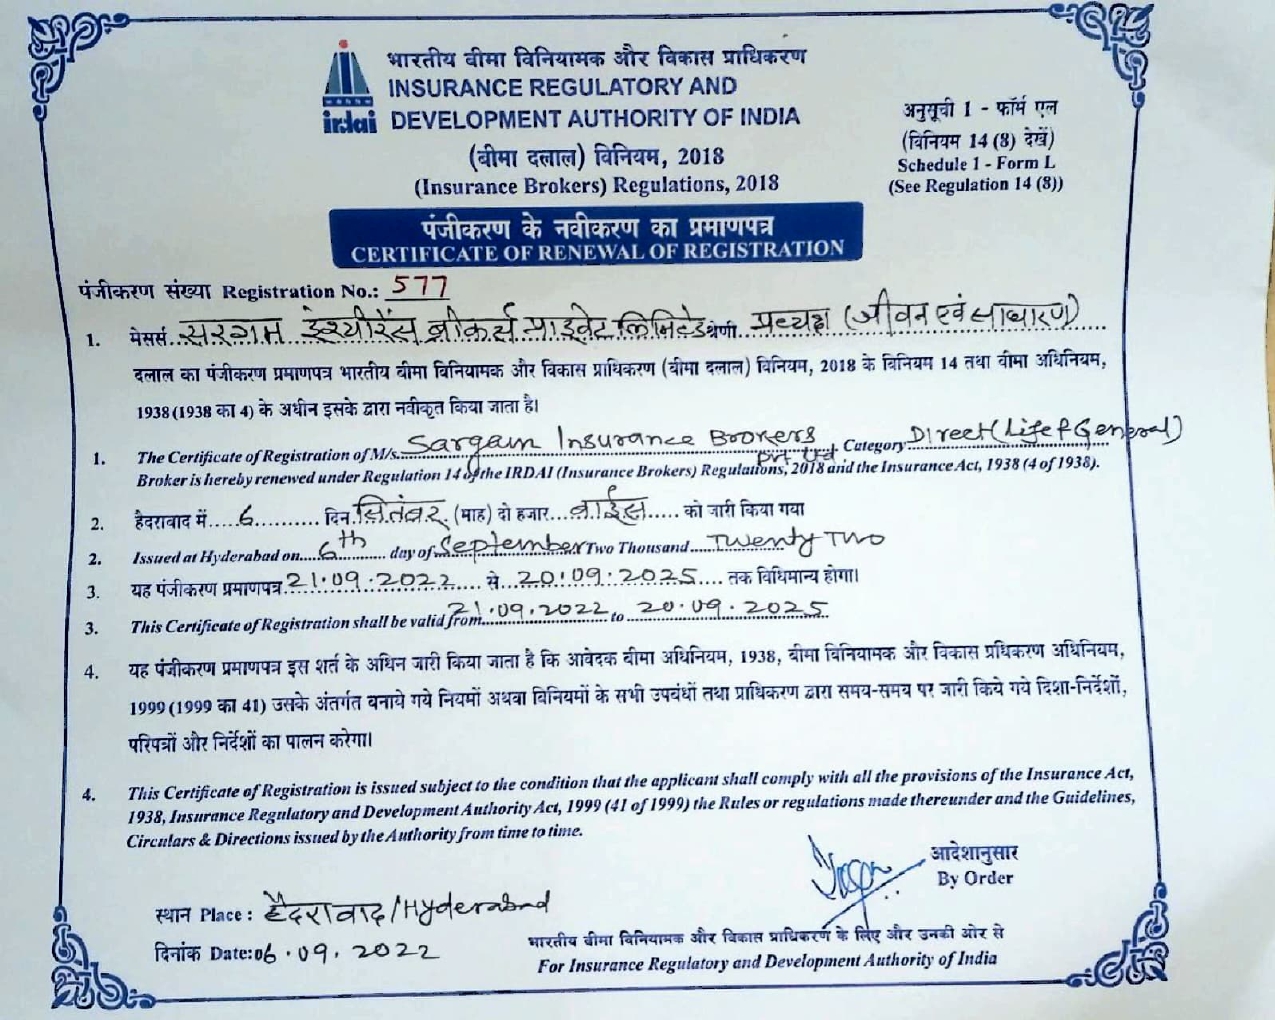 भारतीय बीमा विनियामक और विकास प्राधिकरण
INSURANCE REGULATORY AND
DEVELOPMENT AUTHORITY OF INDIA
irdai
(बीमा दलाल) विनियम, 2018
(Insurance Brokers) Regulations, 2018
अनुसूची 1 - फॉर्म एल
(विनियम 14 (8) देखें)
Schedule 1 - Form L
(See Regulation 14 (8))
पंजीकरण के नवीकरण का प्रमाणपत्र
CERTIFICATE OF RENEWAL OF REGISTRATION
पंजीकरण संख्या Registration No.: 577
1. मेसर्स सरगम इंश्योरेंस ब्रोकर्स प्राइवेट लिमिटेड श्रेणी प्रत्यक्ष (जीवन एवं साधारण)
दलाल का पंजीकरण प्रमाणपत्र भारतीय बीमा विनियामक और विकास प्राधिकरण (बीमा दलाल) विनियम, 2018 के विनियम 14 तथा बीमा अधिनियम,
1938 (1938 का 4) के अधीन इसके द्वारा नवीकृत किया जाता है।
1. The Certificate of Registration of M/s. Sargam Insurance Brokers Pvt Ltd Category Direct (Life & General)
Broker is hereby renewed under Regulation 14 of the IRDAI (Insurance Brokers) Regulations, 2018 and the Insurance Act, 1938 (4 of 1938).
2. हैदराबाद में 6 दिन सितंबर (माह) दो हजार बाईस को जारी किया गया
2. Issued at Hyderabad on 6th day of September Two Thousand Twenty Two
3. यह पंजीकरण प्रमाणपत्र 21.09.2022 से 20.09.2025 तक विधिमान्य होगा।
3. This Certificate of Registration shall be valid from 21.09.2022 to 20.09.2025
4. यह पंजीकरण प्रमाणपत्र इस शर्त के अधिन जारी किया जाता है कि आवेदक बीमा अधिनियम, 1938, बीमा विनियामक और विकास प्रधिकरण अधिनियम,
1999 (1999 का 41) उसके अंतर्गत बनाये गये नियमों अथवा विनियमों के सभी उपबंधों तथा प्राधिकरण द्वारा समय-समय पर जारी किये गये दिशा-निर्देशों,
परिपत्रों और निर्देशों का पालन करेगा।
4. This Certificate of Registration is issued subject to the condition that the applicant shall comply with all the provisions of the Insurance Act,
1938, Insurance Regulatory and Development Authority Act, 1999 (41 of 1999) the Rules or regulations made thereunder and the Guidelines,
Circulars & Directions issued by the Authority from time to time.
आदेशानुसार
By Order
स्थान Place : हैदराबाद/Hyderabad
दिनांक Date: 06.09.2022
भारतीय बीमा विनियामक और विकास प्राधिकरण के लिए और उनकी ओर से
For Insurance Regulatory and Development Authority of India